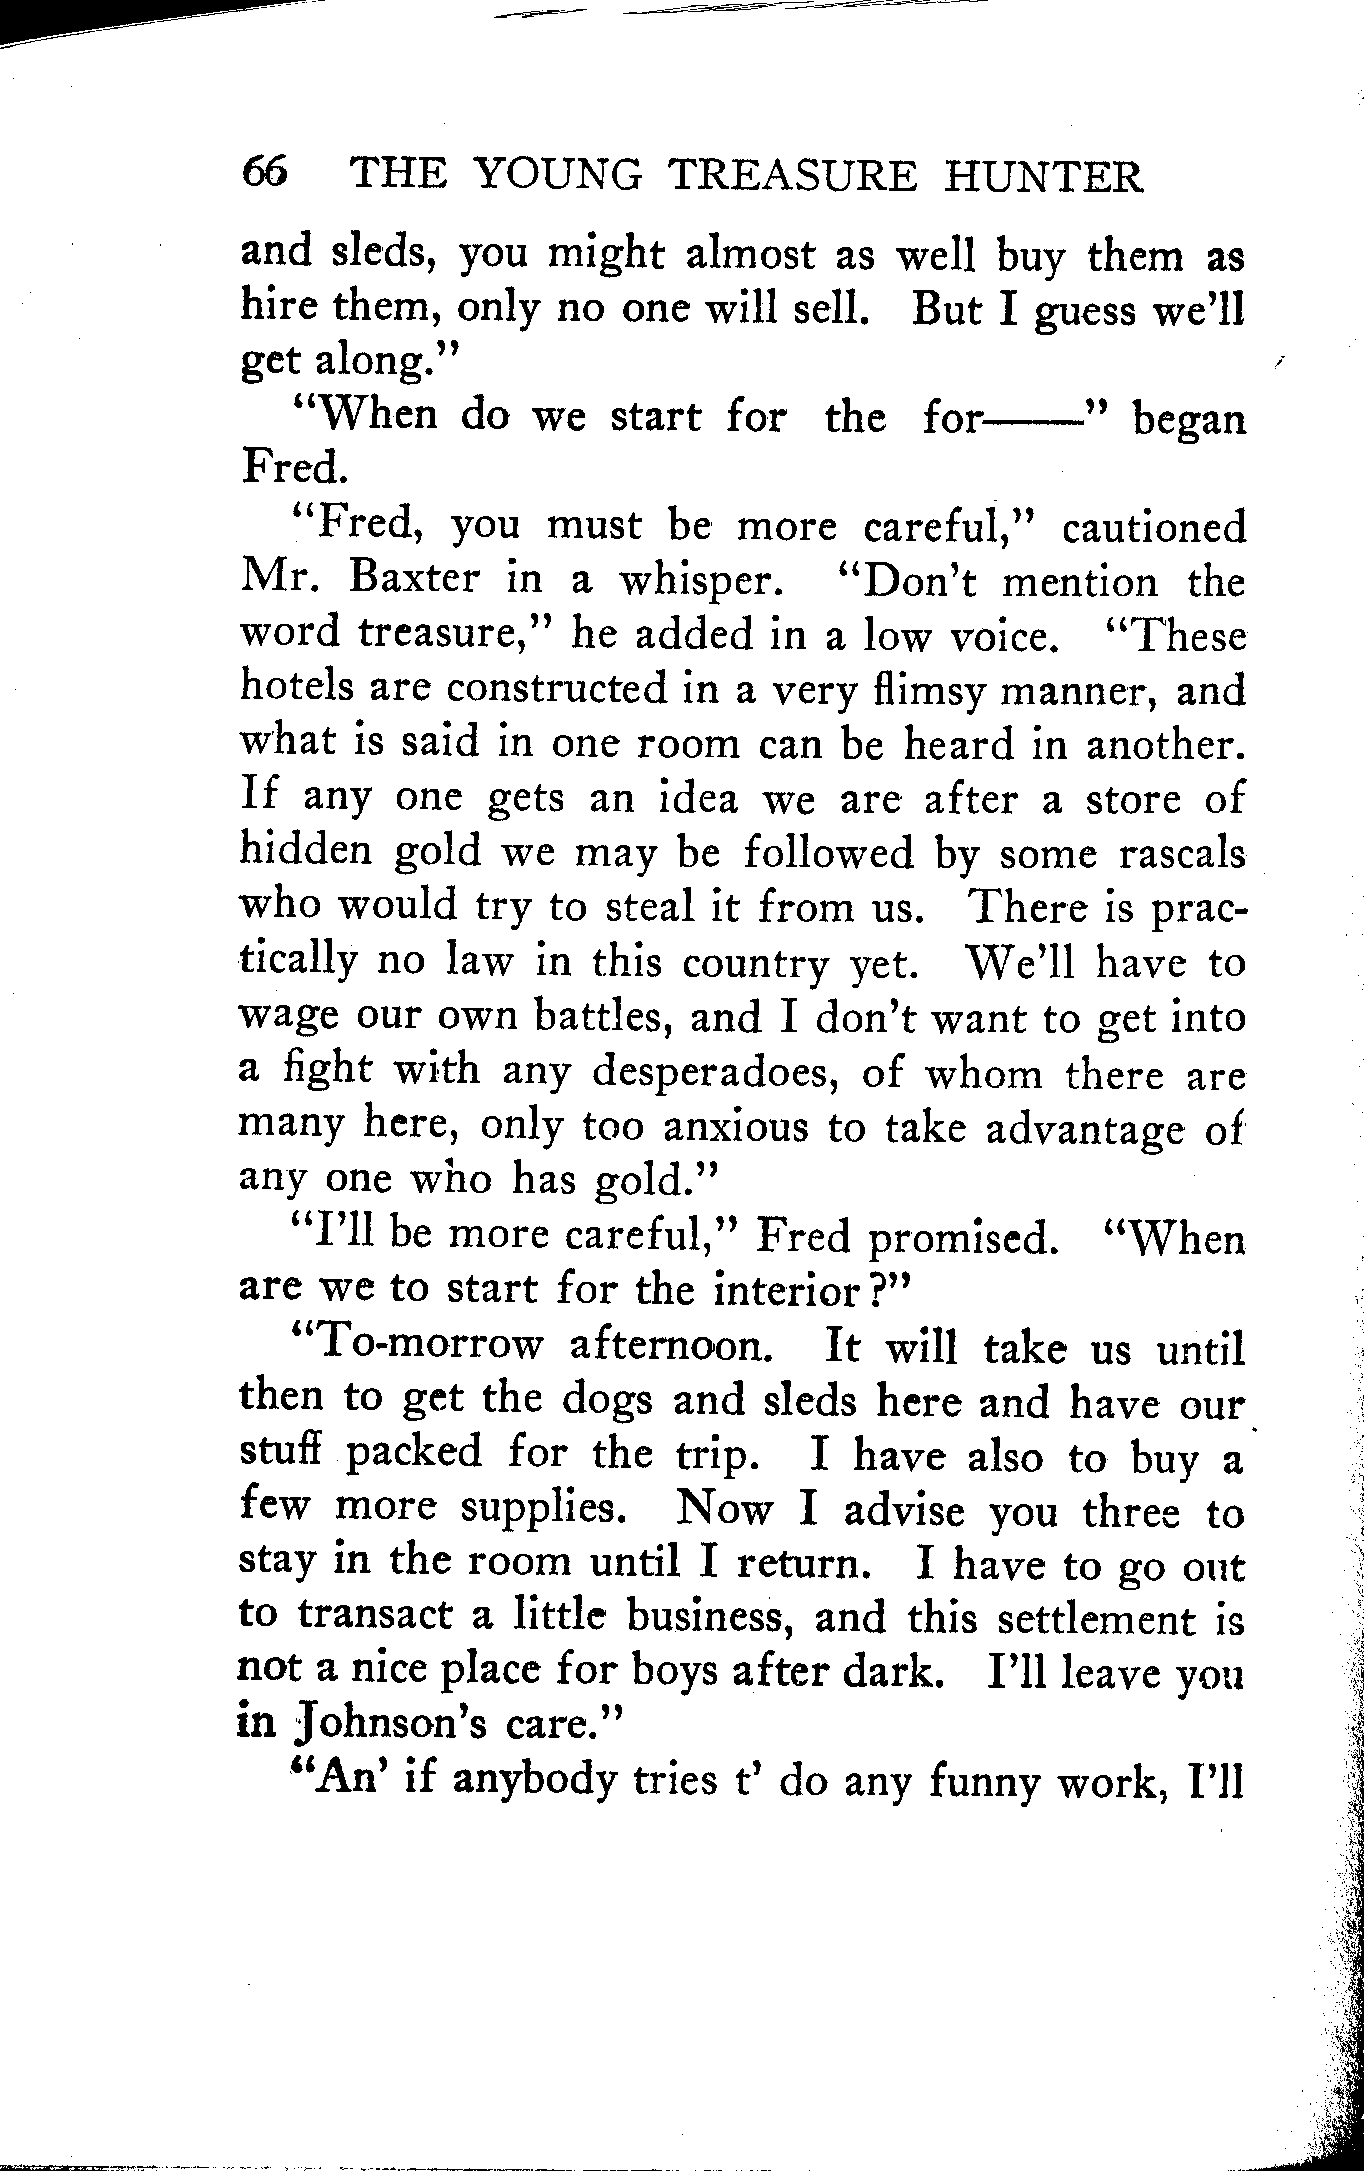 66 THE YOUNG TREASURE HUNTER
and sleds, you might almost as well buy them as
hire them, only no one will sell. But I guess we'll
get along."
"When do we start for the for——" began
Fred.
"Fred, you must be more careful," cautioned
Mr. Baxter in a whisper. "Don't mention the
word treasure," he added in a low voice. "These
hotels are constructed in a very flimsy manner, and
what is said in one room can be heard in another.
If any one gets an idea we are after a store of
hidden gold we may be followed by some rascals
who would try to steal it from us. There is prac-
tically no law in this country yet. We'll have to
wage our own battles, and I don't want to get into
a fight with any desperadoes, of whom there are
many here, only too anxious to take advantage of
any one who has gold."
"I'll be more careful," Fred promised. "When
are we to start for the interior?"
"To-morrow afternoon. It will take us until
then to get the dogs and sleds here and have our
stuff packed for the trip. I have also to buy a
few more supplies. Now I advise you three to
stay in the room until I return. I have to go out
to transact a little business, and this settlement is
not a nice place for boys after dark. I'll leave you
in Johnson's care."
"An' if anybody tries t' do any funny work, I'll